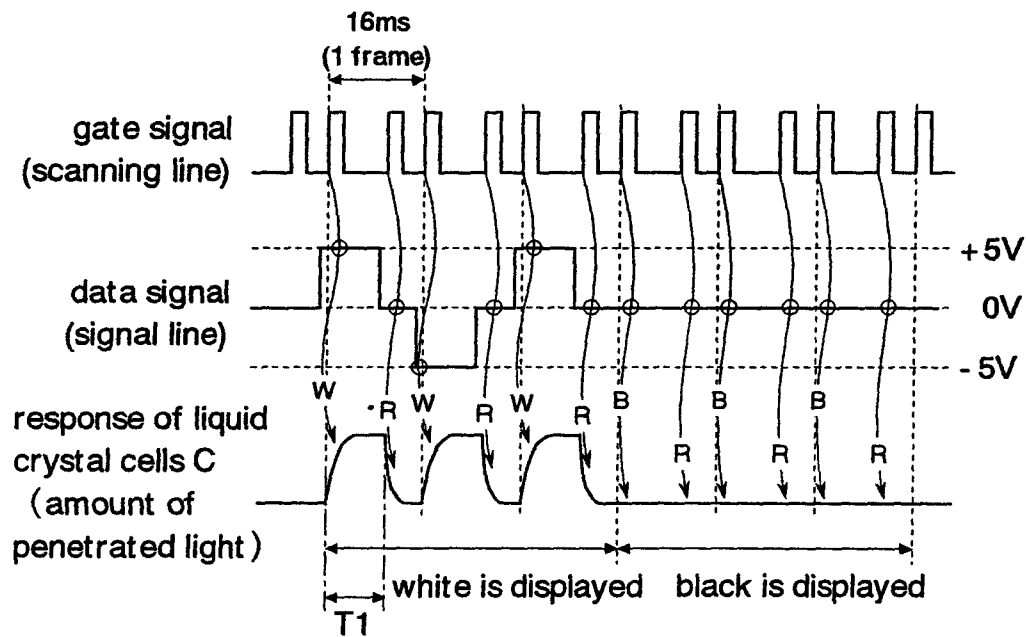 16ms
(1 frame)
gate signal
(scanning line)
+5V
data signal
(signal line)
0V
-5V
W R W R W R B B B
R R R
response of liquid
crystal cells C
(amount of
penetrated light)
white is displayed black is displayed
T1